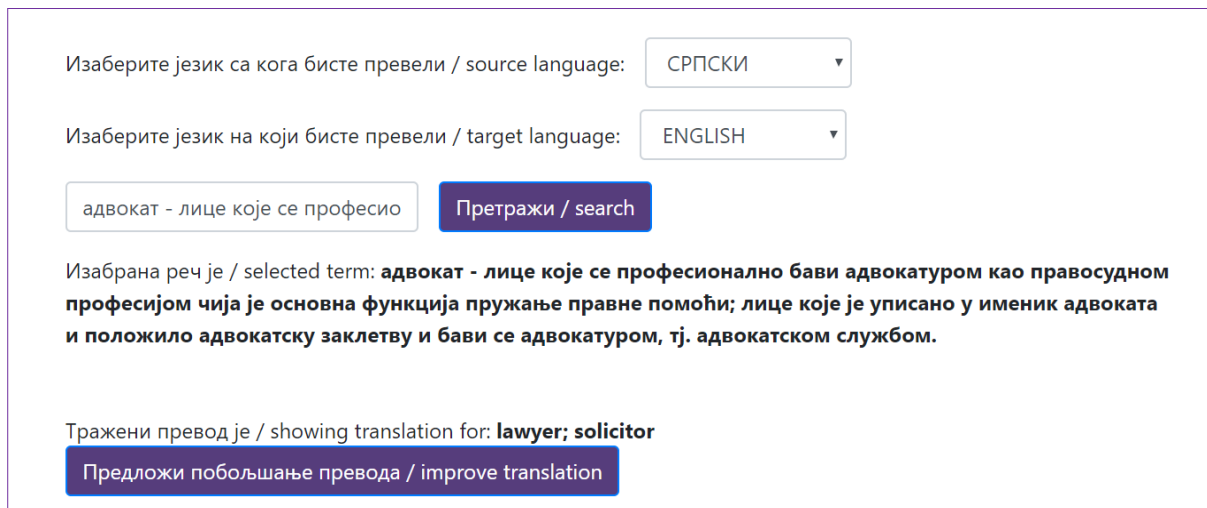 Изаберите језик са кога бисте превели / source language: СРПСКИ
Изаберите језик на који бисте превели / target language: ENGLISH
адвокат - лице које се професио Претражи / search
Изабрана реч је / selected term: адвокат - лице које се професионално бави адвокатуром као правосудном
професијом чија је основна функција пружање правне помоћи; лице које је уписано у именик адвоката
и положило адвокатску заклетву и бави се адвокатуром, тј. адвокатском службом.
Тражени превод је / showing translation for: lawyer; solicitor
Предложи побољшање превода / improve translation